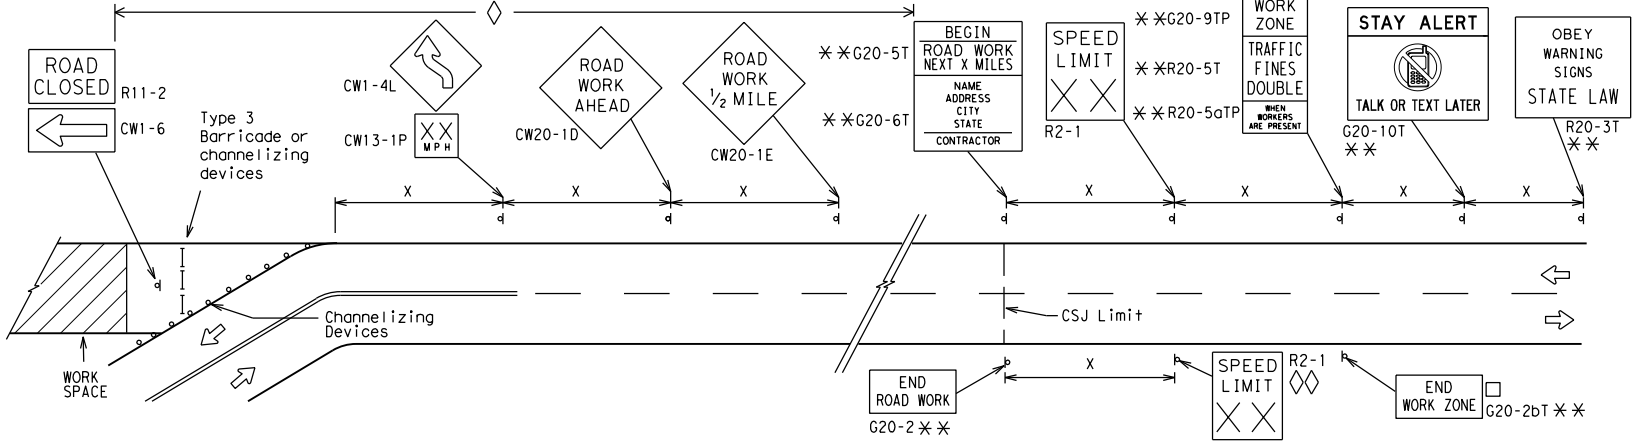 ROAD
CLOSED
R11-2
CW1-6
Type 3
Barricade or
channelizing
devices
CW1-4L
XX
MPH
CW13-1P
ROAD
WORK
AHEAD
CW20-1D
ROAD
WORK
1/2 MILE
CW20-1E
**G20-5T
**G20-6T
BEGIN
ROAD WORK
NEXT X MILES
NAME
ADDRESS
CITY
STATE
CONTRACTOR
SPEED
LIMIT
XX
R2-1
**G20-9TP
**R20-5T
**R20-5aTP
WORK
ZONE
TRAFFIC
FINES
DOUBLE
WHEN
WORKERS
ARE PRESENT
STAY ALERT
TALK OR TEXT LATER
G20-10T
**
OBEY
WARNING
SIGNS
STATE LAW
R20-3T
**
X
X
X
X
X
X
X
Channelizing
Devices
WORK
SPACE
CSJ Limit
END
ROAD WORK
G20-2 **
X
SPEED
LIMIT
XX
R2-1
END
WORK ZONE
G20-2bT **